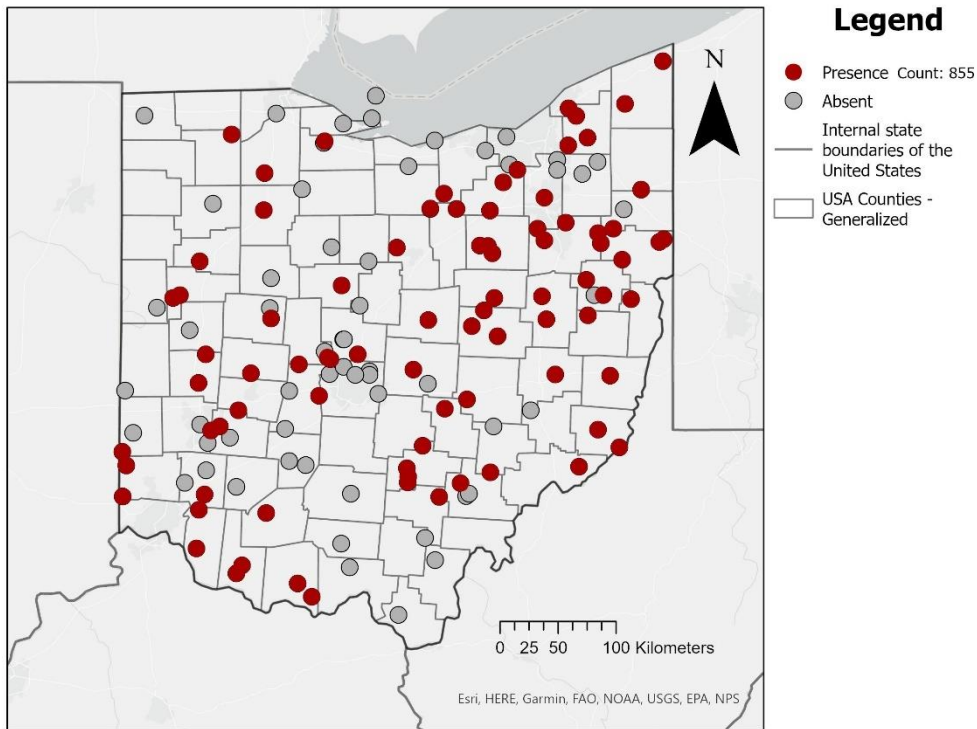 Legend
N
Presence Count: 855
Absent
Internal state
boundaries of the
United States
USA Counties -
Generalized
0 25 50 100 Kilometers
Esri, HERE, Garmin, FAO, NOAA, USGS, EPA, NPS